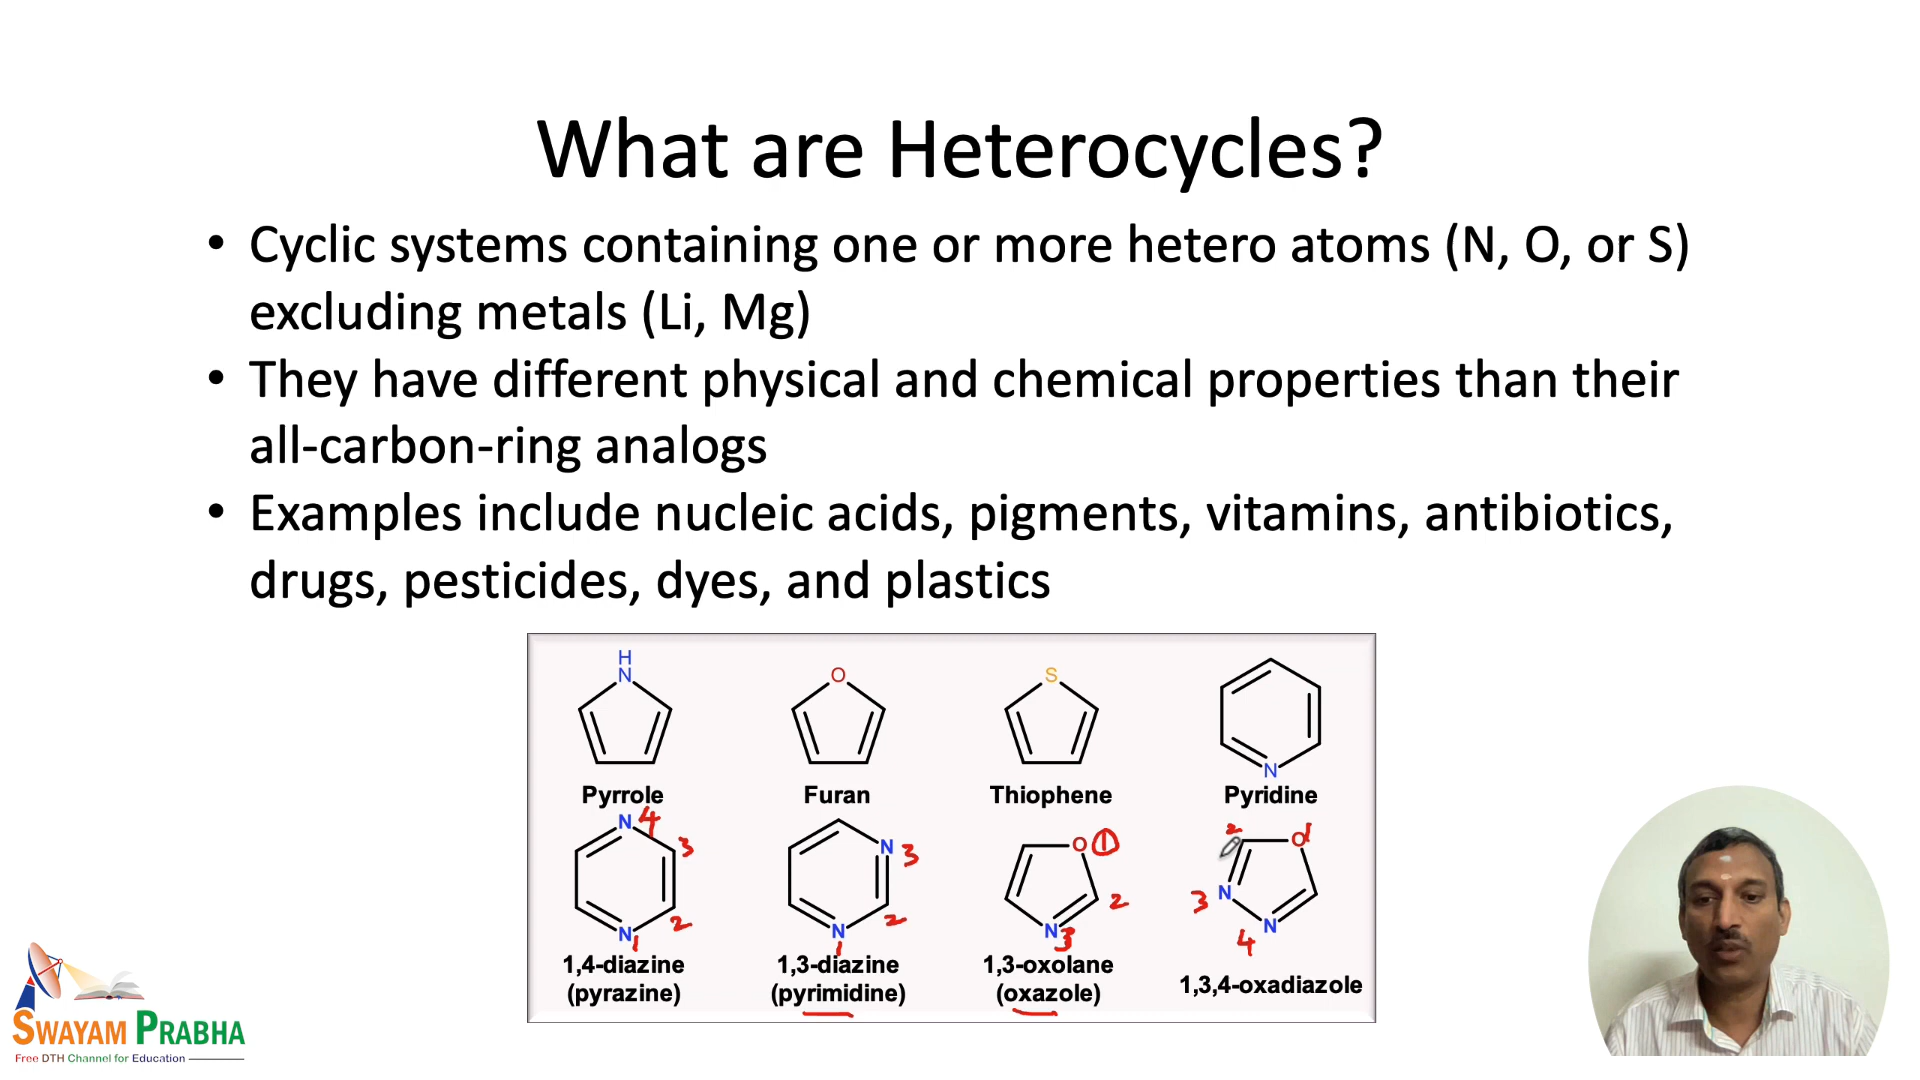 What are Heterocycles?
• Cyclic systems containing one or more hetero atoms (N, O, or S)
excluding metals (Li, Mg)
• They have different physical and chemical properties than their
all-carbon-ring analogs
• Examples include nucleic acids, pigments, vitamins, antibiotics,
drugs, pesticides, dyes, and plastics
H
N
O
S
N
Pyrrole
Furan
Thiophene
Pyridine
N 4
3
N 1
2
N 3
N 1
2
O 1
2
N 3
2
O 1
3 N
N
4
1,4-diazine
(pyrazine)
1,3-diazine
(pyrimidine)
1,3-oxolane
(oxazole)
1,3,4-oxadiazole
SWAYAM PRABHA
Free DTH Channel for Education